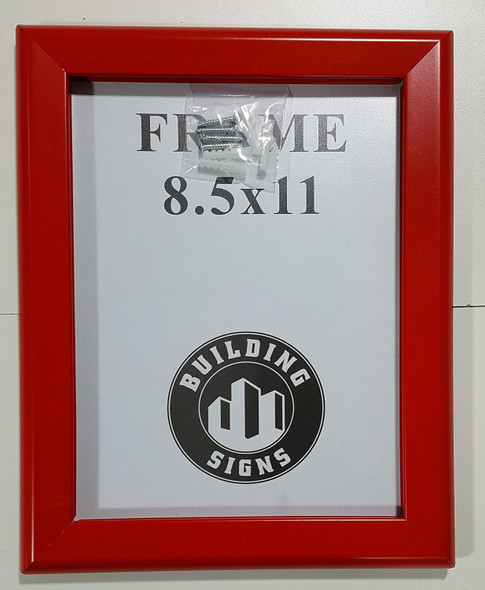 FRAME
8.5x11
BUILDING
SIGNS